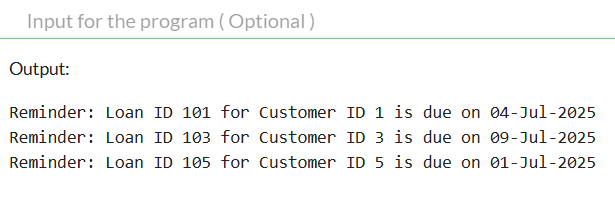 Input for the program ( Optional )
Output:
Reminder: Loan ID 101 for Customer ID 1 is due on 04-Jul-2025
Reminder: Loan ID 103 for Customer ID 3 is due on 09-Jul-2025
Reminder: Loan ID 105 for Customer ID 5 is due on 01-Jul-2025